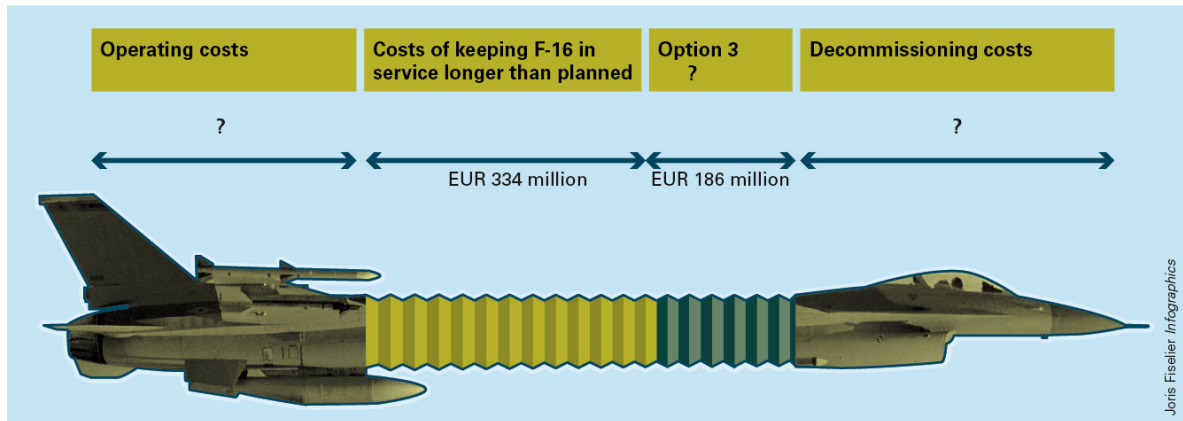 Operating costs
Costs of keeping F-16 in
service longer than planned
Option 3
?
Decommissioning costs
?
?
EUR 334 million
EUR 186 million
Joris Fiselier Infographics